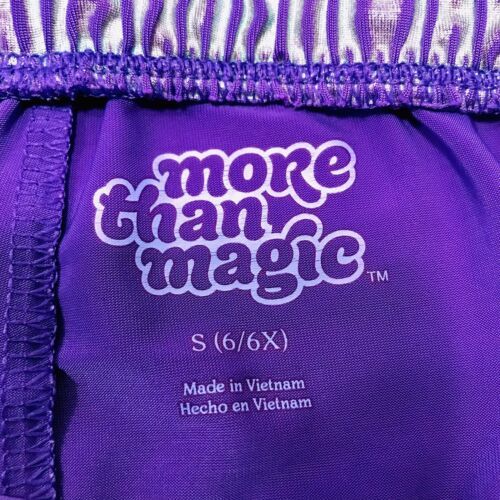 more
than
magic™
S (6/6X)
Made in Vietnam
Hecho en Vietnam